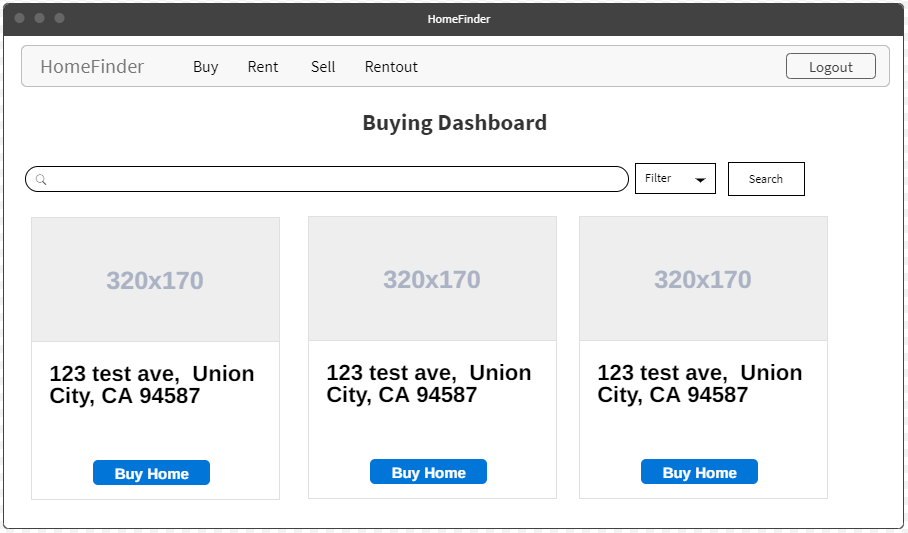 HomeFinder
HomeFinder Buy Rent Sell Rentout Logout
Buying Dashboard
Filter Search
320x170 320x170 320x170
123 test ave,  Union 123 test ave,  Union 123 test ave,  Union
City, CA 94587 City, CA 94587 City, CA 94587
Buy Home Buy Home Buy Home